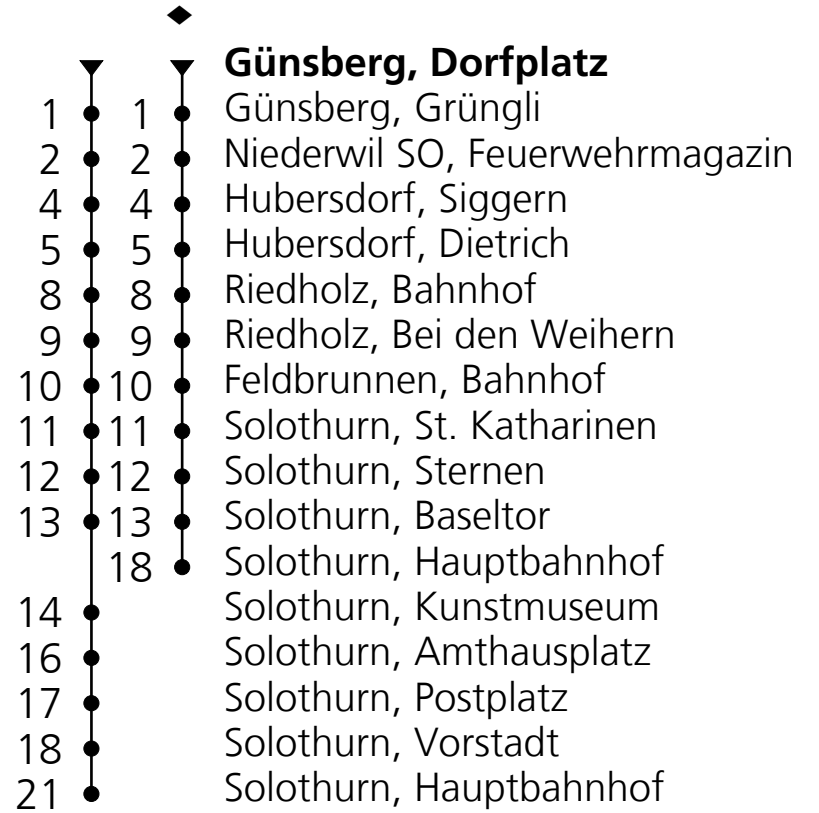 Günsberg, Dorfplatz
1 1 Günsberg, Grüngli
2 2 Niederwil SO, Feuerwehrmagazin
4 4 Hubersdorf, Siggern
5 5 Hubersdorf, Dietrich
8 8 Riedholz, Bahnhof
9 9 Riedholz, Bei den Weihern
10 10 Feldbrunnen, Bahnhof
11 11 Solothurn, St. Katharinen
12 12 Solothurn, Sternen
13 13 Solothurn, Baseltor
18 Solothurn, Hauptbahnhof
14 Solothurn, Kunstmuseum
16 Solothurn, Amthausplatz
17 Solothurn, Postplatz
18 Solothurn, Vorstadt
21 Solothurn, Hauptbahnhof